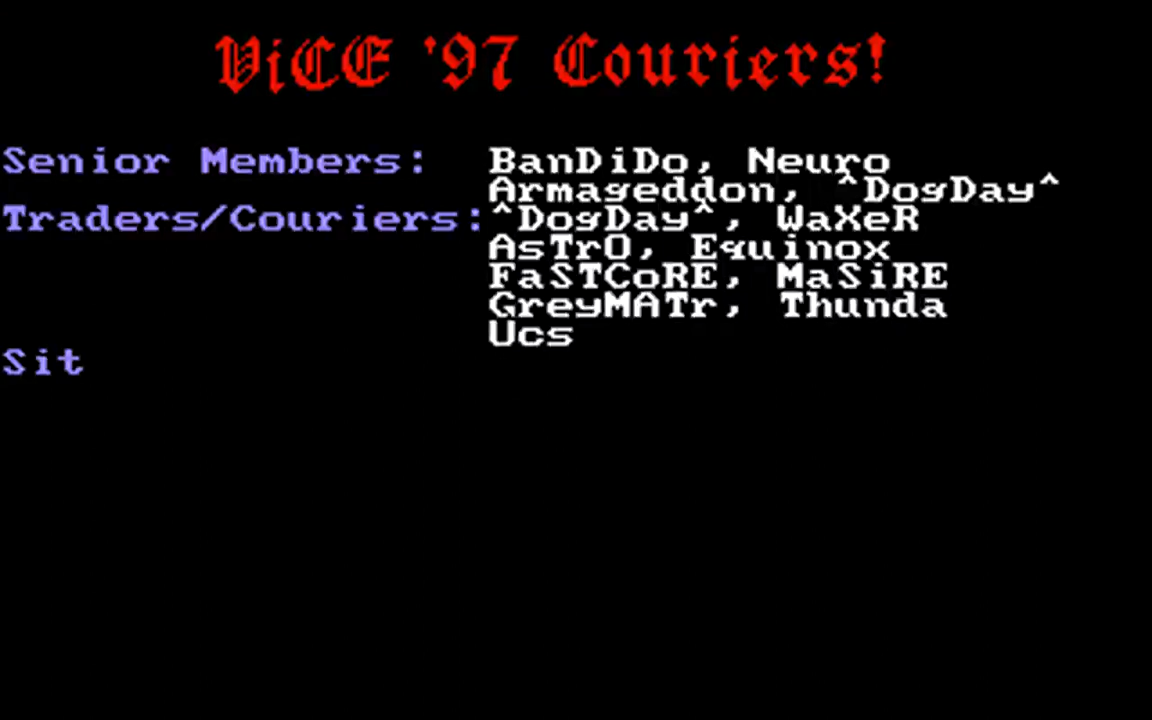 ViCE '97 Couriers!
Senior Members: BanDiDo, Neuro
Armageddon, ^DogDay^
Traders/Couriers: ^DogDay^, WaXeR
AsTrO, Equinox
FaSTCoRE, MaSiRE
GreyMATr, Thunda
Ucs
Sit